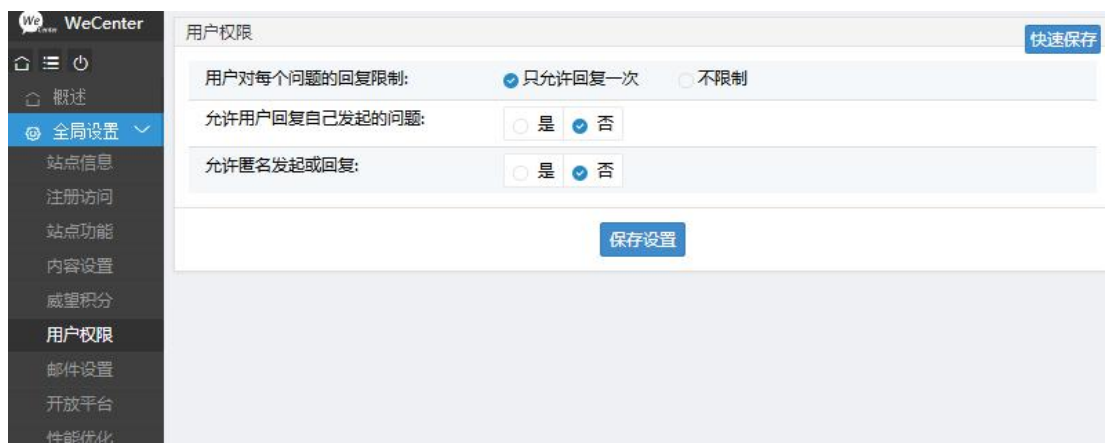 We Center WeCenter
概述
全局设置
站点信息
注册访问
站点功能
内容设置
威望积分
用户权限
邮件设置
开放平台
性能优化
用户权限
快速保存
用户对每个问题的回复限制: 只允许回复一次 不限制
允许用户回复自己发起的问题: 是 否
允许匿名发起或回复: 是 否
保存设置